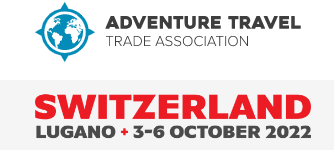 ADVENTURE TRAVEL
TRADE ASSOCIATION
SWITZERLAND
LUGANO + 3-6 OCTOBER 2022